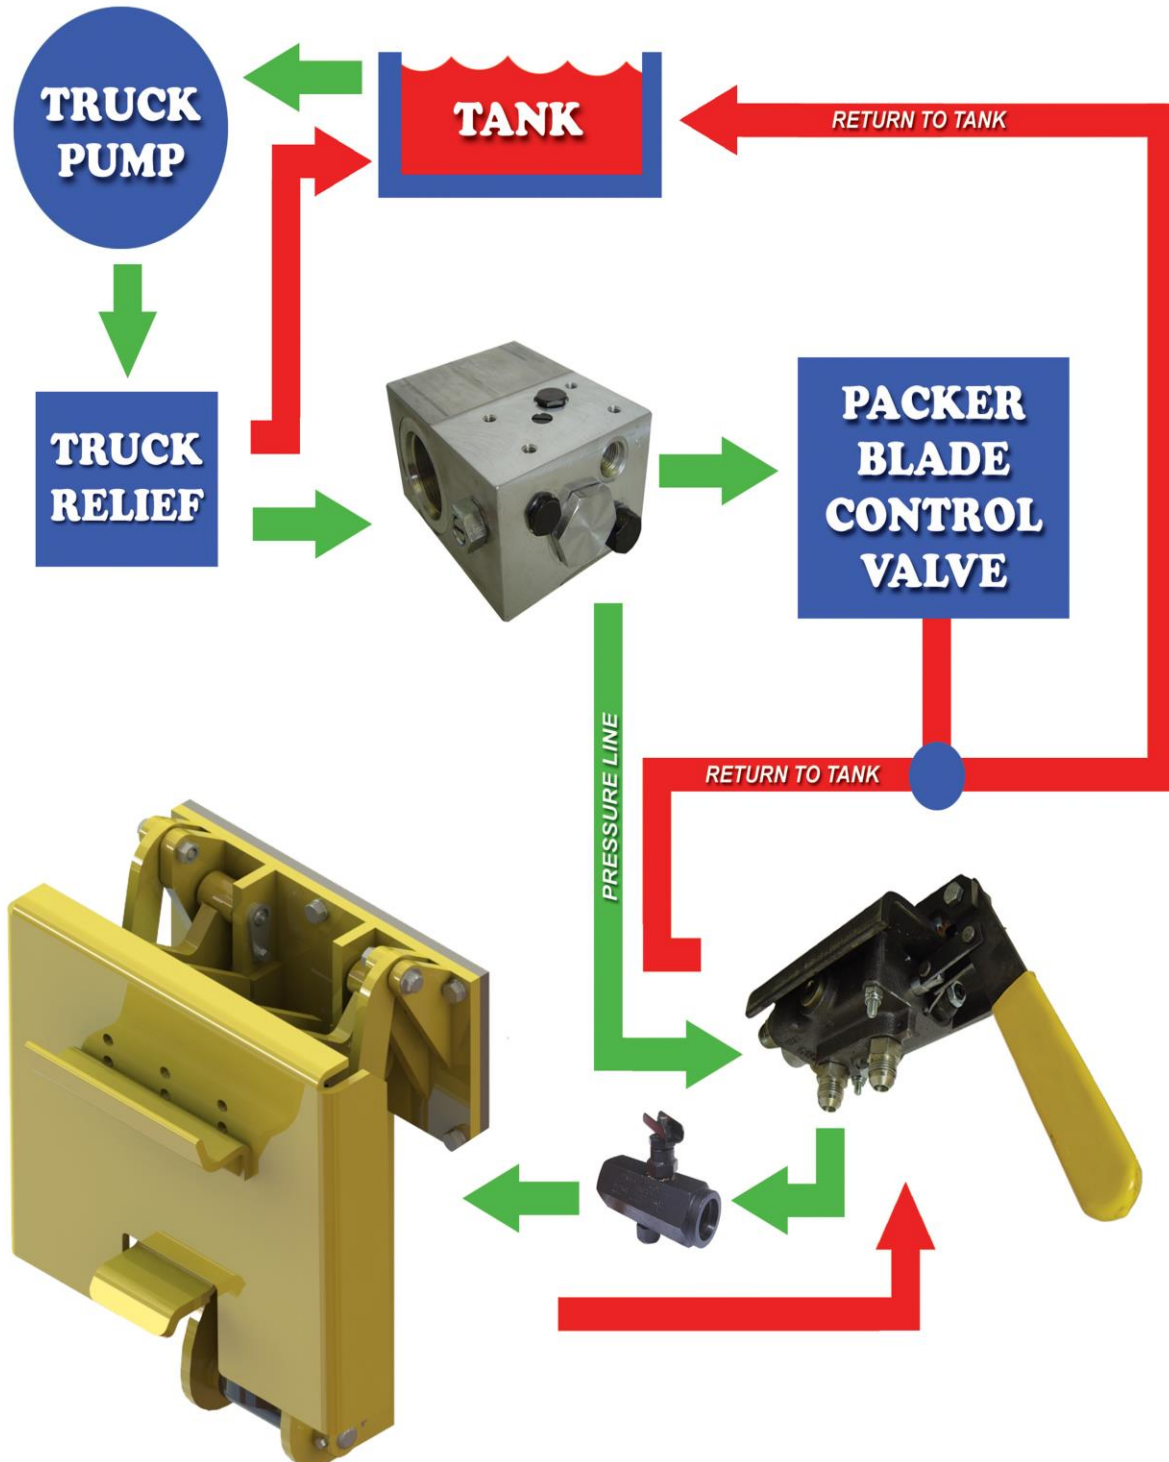 TRUCK
PUMP
TANK
RETURN TO TANK
TRUCK
RELIEF
PACKER
BLADE
CONTROL
VALVE
PRESSURE LINE
RETURN TO TANK